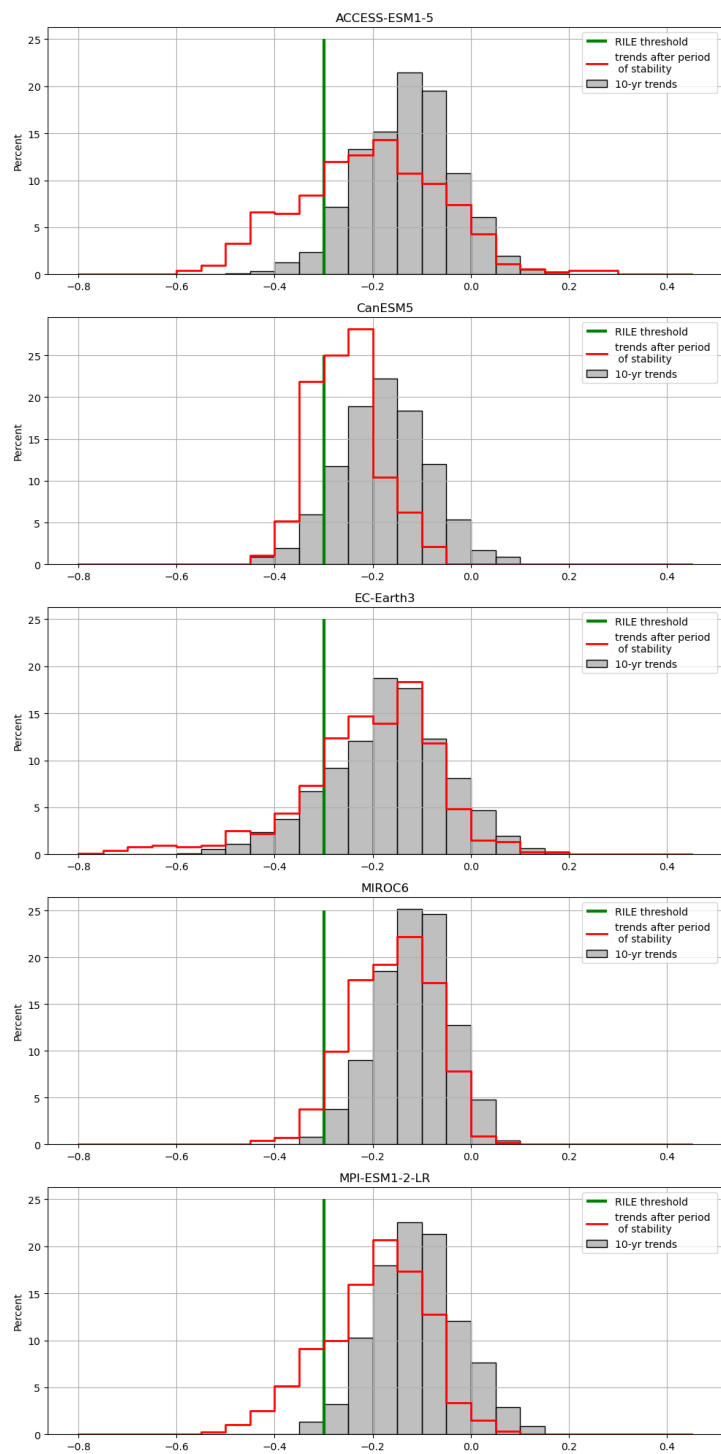 ACCESS-ESM1-5
25
20
15
10
5
0
Percent
RILE threshold
trends after period
of stability
10-yr trends
−0.8 −0.6 −0.4 −0.2 0.0 0.2 0.4
CanESM5
25
20
15
10
5
0
Percent
RILE threshold
trends after period
of stability
10-yr trends
−0.8 −0.6 −0.4 −0.2 0.0 0.2 0.4
EC-Earth3
25
20
15
10
5
0
Percent
RILE threshold
trends after period
of stability
10-yr trends
−0.8 −0.6 −0.4 −0.2 0.0 0.2 0.4
MIROC6
25
20
15
10
5
0
Percent
RILE threshold
trends after period
of stability
10-yr trends
−0.8 −0.6 −0.4 −0.2 0.0 0.2 0.4
MPI-ESM1-2-LR
25
20
15
10
5
0
Percent
RILE threshold
trends after period
of stability
10-yr trends
−0.8 −0.6 −0.4 −0.2 0.0 0.2 0.4